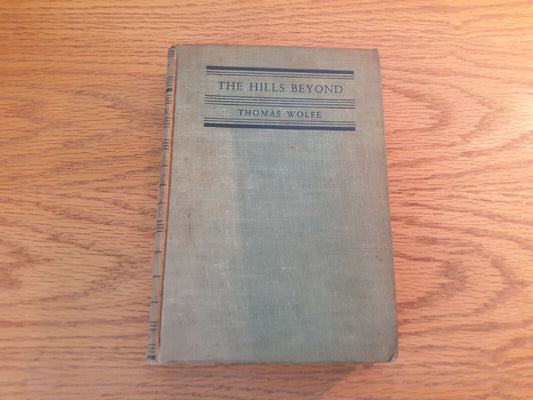 THE HILLS BEYOND
THOMAS WOLFE